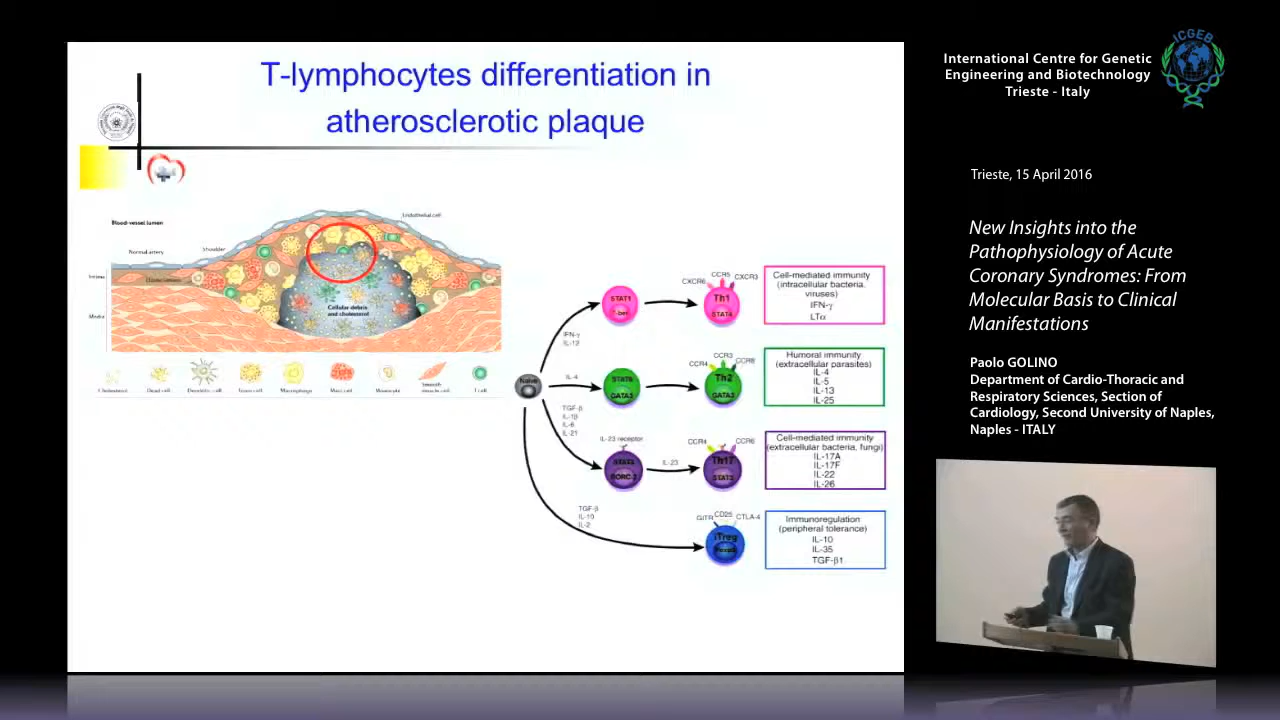 T-lymphocytes differentiation in
atherosclerotic plaque
Blood-vessel lumen
Endothelial cell
Normal artery
Shoulder
Intima
Media
Cellular debris
and cholesterol
Dead cell
Dendritic cell
Foam cell
Macrophage
Mast cell
Monocyte
Smooth
muscle cell
T cell
Naive
IFN-γ
IL-12
STAT1
CXCR6
CCR5
CXCR3
Th1
STAT4
Cell-mediated immunity
(intracellular bacteria,
viruses)
IFN-γ
LTα
IL-4
STAT6
GATA3
CCR4
CCR3
CCR8
Th2
GATA3
Humoral immunity
(extracellular parasites)
IL-4
IL-5
IL-13
IL-25
TGF-β
IL-1β
IL-6
IL-21
IL-23 receptor
STAT3
IL-23
CCR4
CCR6
Th17
STAT3
Cell-mediated immunity
(extracellular bacteria, fungi)
IL-17A
IL-17F
IL-22
IL-26
TGF-β
IL-10
IL-2
GITR
CD25
CTLA-4
iTreg
Immunoregulation
(peripheral tolerance)
IL-10
IL-35
TGF-β1
International Centre for Genetic
Engineering and Biotechnology
Trieste - Italy
ICGEB
Trieste, 15 April 2016
New Insights into the
Pathophysiology of Acute
Coronary Syndromes: From
Molecular Basis to Clinical
Manifestations
Paolo GOLINO
Department of Cardio-Thoracic and
Respiratory Sciences, Section of
Cardiology, Second University of Naples,
Naples - ITALY